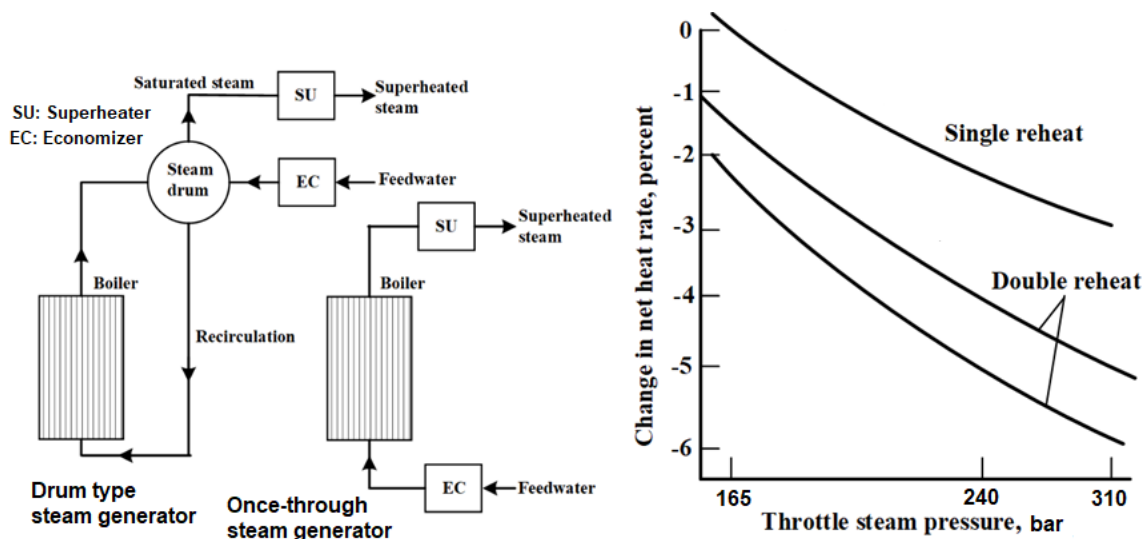 Saturated steam
SU
Superheated
steam
SU: Superheater
EC: Economizer
Steam
drum
EC
Feedwater
SU
Superheated
steam
Boiler
Boiler
Recirculation
EC
Feedwater
Drum type
steam generator
Once-through
steam generator
Change in net heat rate, percent
0
-1
-2
-3
-4
-5
-6
Single reheat
Double reheat
165
240
310
Throttle steam pressure, bar